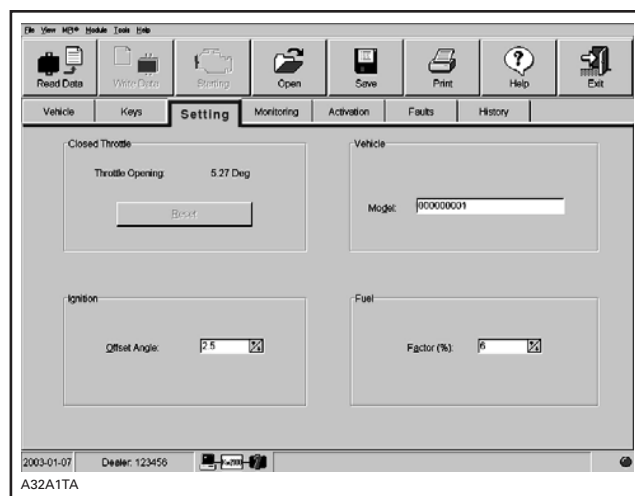 File View MPI Module Tools Help
Read Data Write Data Starting Open Save Print Help Exit
Vehicle Keys Setting Monitoring Activation Faults History
Closed Throttle Vehicle
Throttle Opening: 5.27 Deg
Reset
Model: 000000001
Ignition Fuel
Offset Angle: 2.5 Factor (%): 6
2003-01-07 Dealer: 123456
A32A1TA